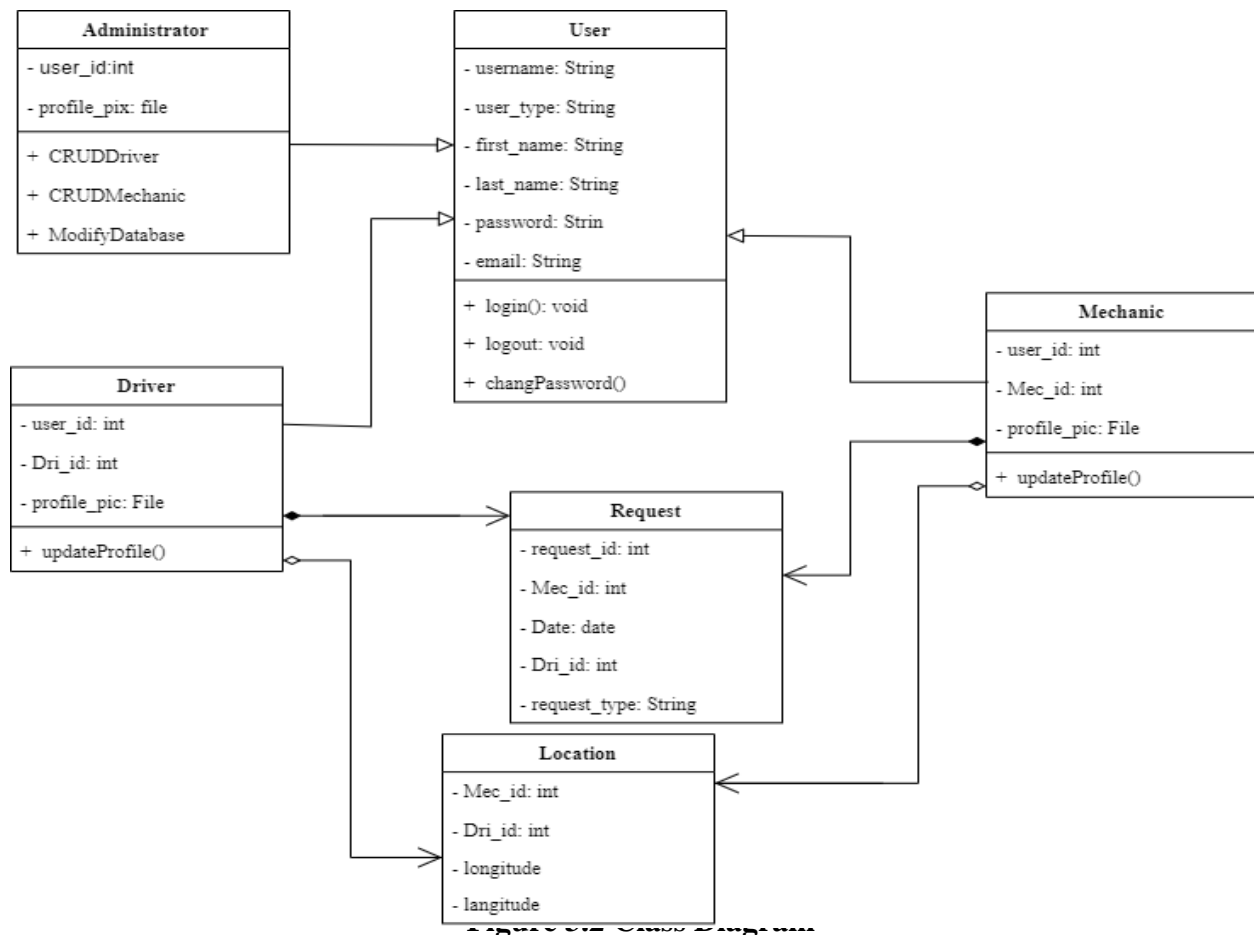 Administrator
- user_id:int
- profile_pix: file
+ CRUDDriver
+ CRUDMechanic
+ ModifyDatabase
User
- username: String
- user_type: String
- first_name: String
- last_name: String
- password: Strin
- email: String
+ login(): void
+ logout: void
+ changPassword()
Mechanic
- user_id: int
- Mec_id: int
- profile_pic: File
+ updateProfile()
Driver
- user_id: int
- Dri_id: int
- profile_pic: File
+ updateProfile()
Request
- request_id: int
- Mec_id: int
- Date: date
- Dri_id: int
- request_type: String
Location
- Mec_id: int
- Dri_id: int
- longitude
- langitude
Class Diagram